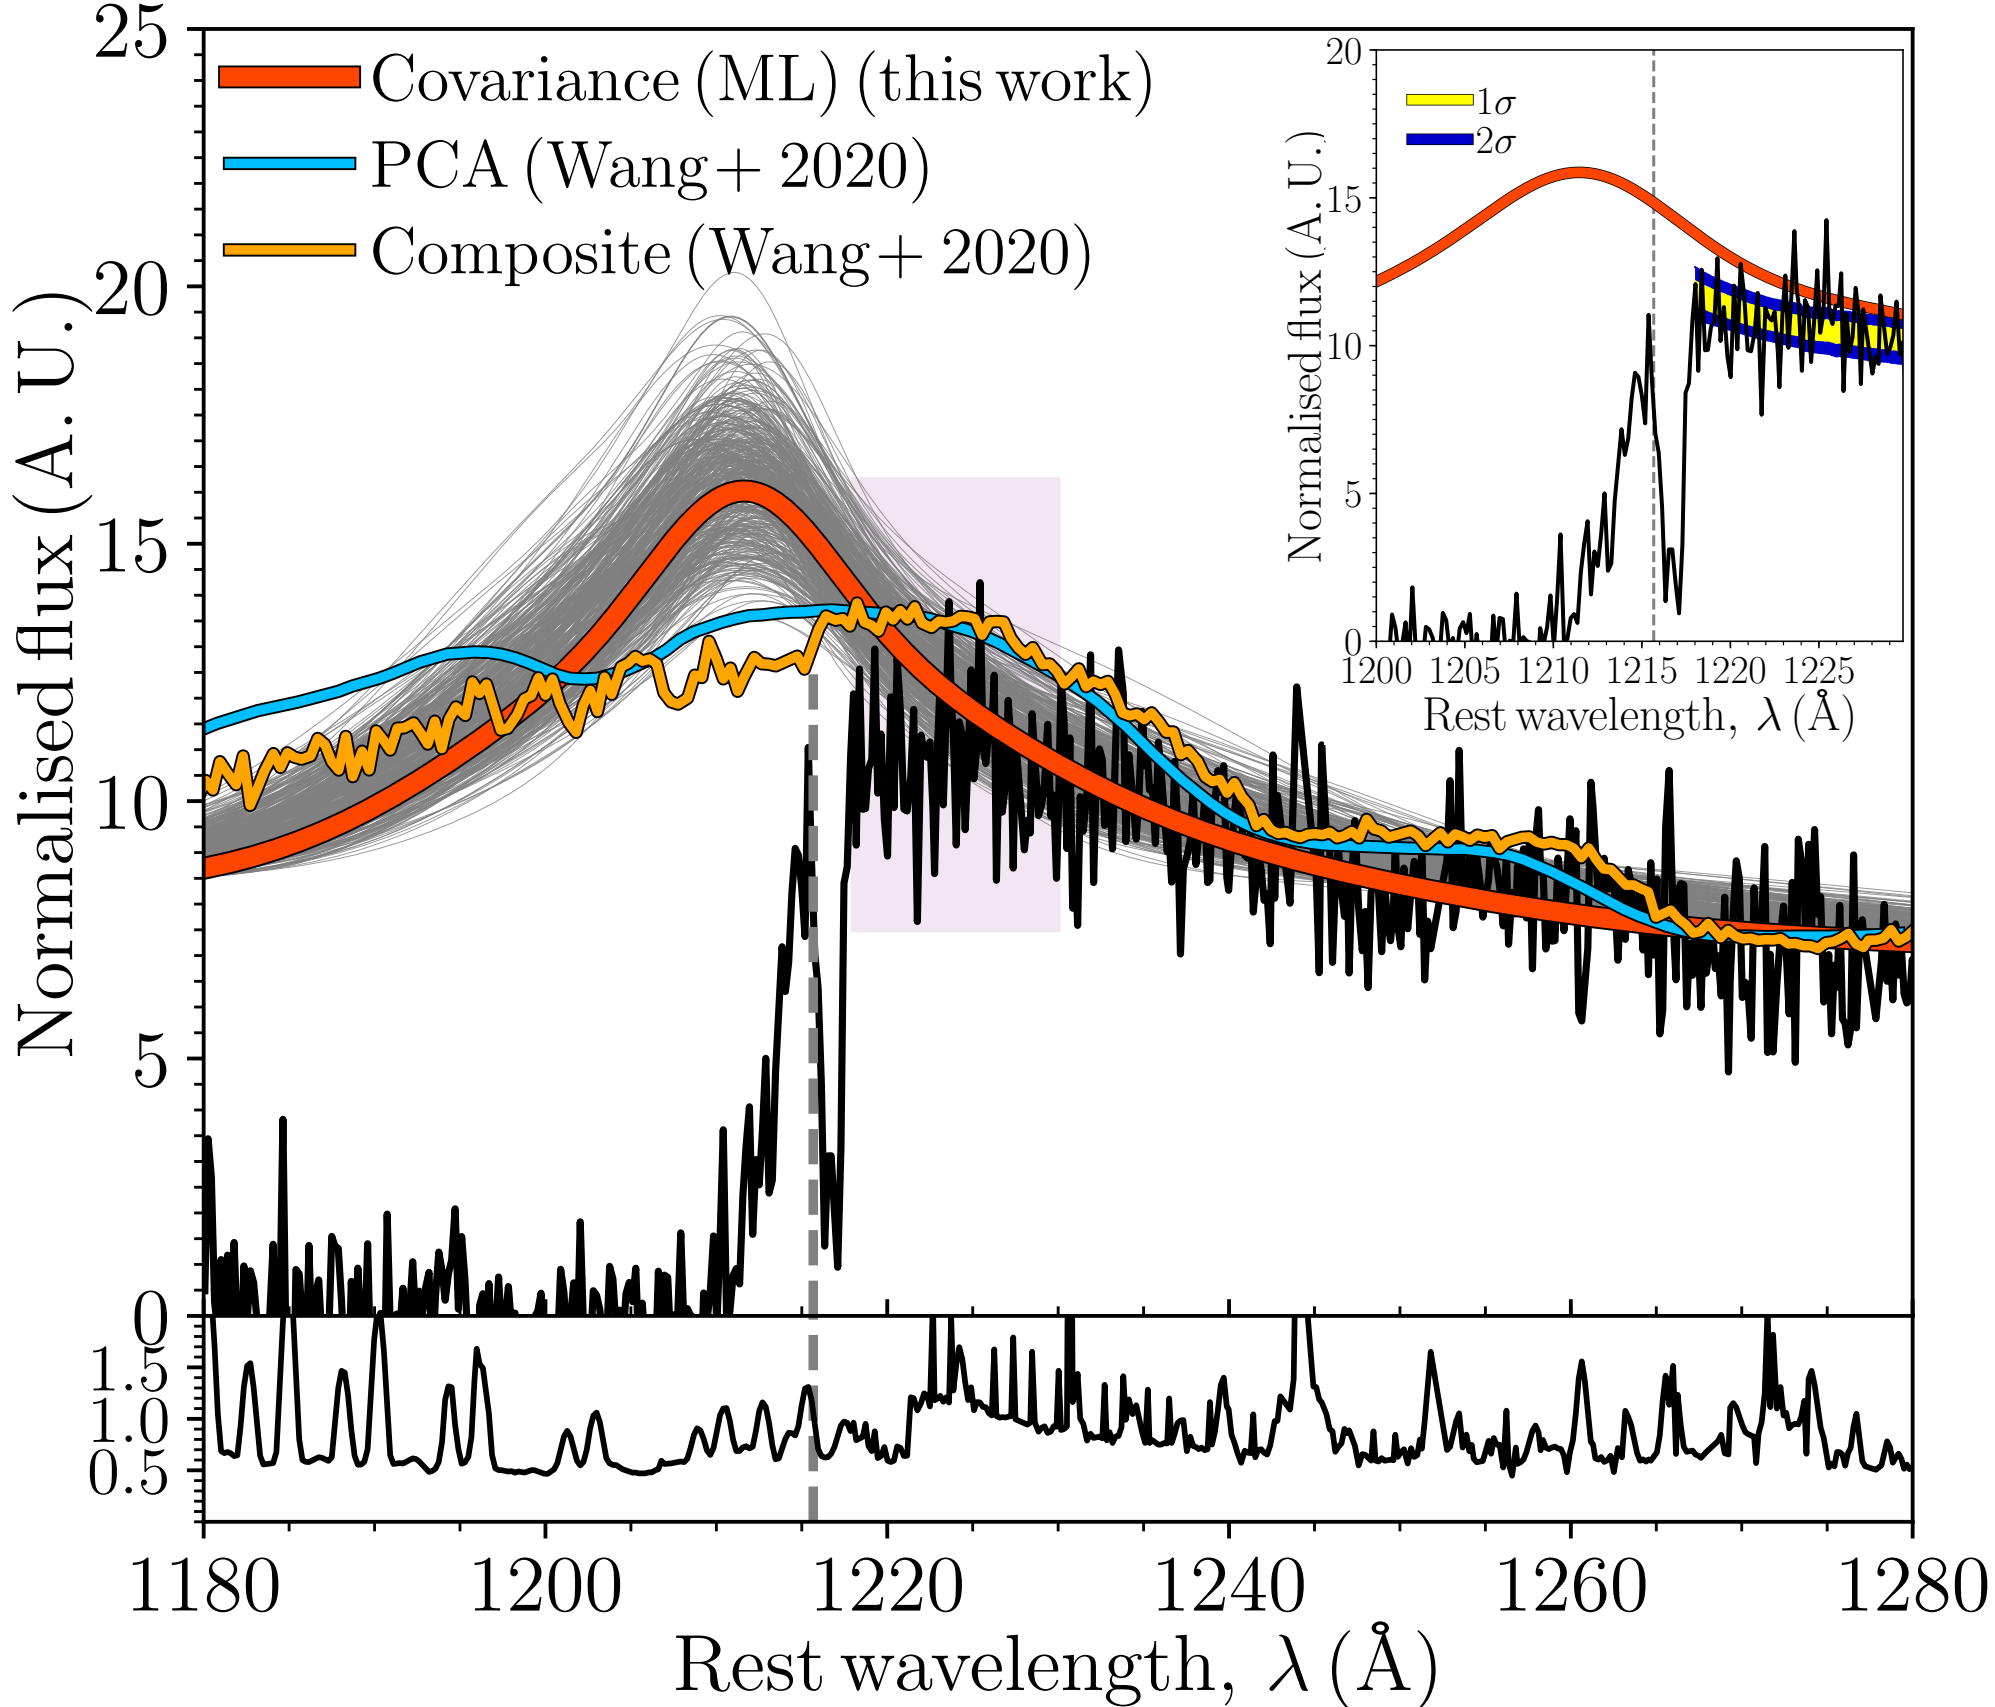 Covariance (ML) (this work)
PCA (Wang + 2020)
Composite (Wang + 2020)
Normalised flux (A. U.)
25
20
15
10
5
0
1.5
1.0
0.5
1180 1200 1220 1240 1260 1280
Rest wavelength, λ (Å)
1σ
2σ
Normalised flux (A. U.)
20
15
10
5
0
1200 1205 1210 1215 1220 1225
Rest wavelength, λ (Å)